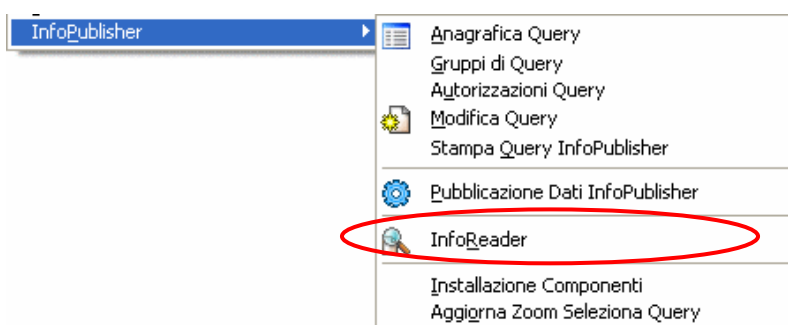 InfoPublisher
Anagrafica Query
Gruppi di Query
Autorizzazioni Query
Modifica Query
Stampa Query InfoPublisher
Pubblicazione Dati InfoPublisher
InfoReader
Installazione Componenti
Aggiorna Zoom Seleziona Query